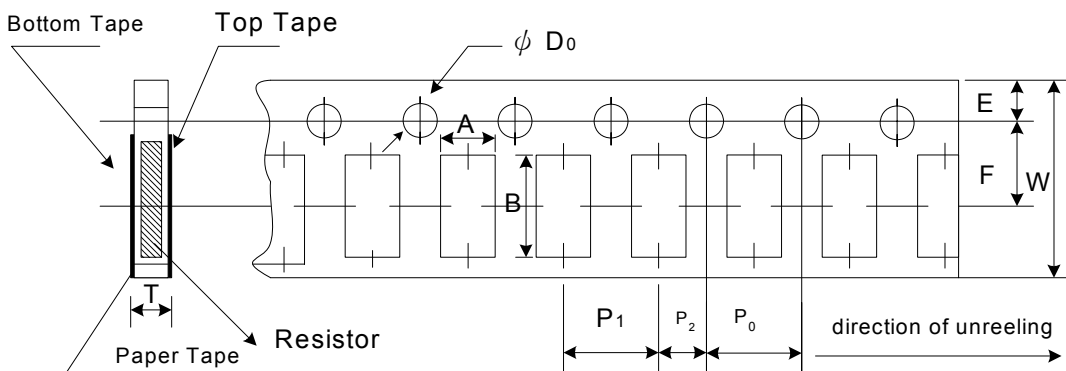 Bottom Tape
Top Tape
ψ D0
E
A
F
W
B
T
P1
P2
P0
direction of unreeling
Resistor
Paper Tape